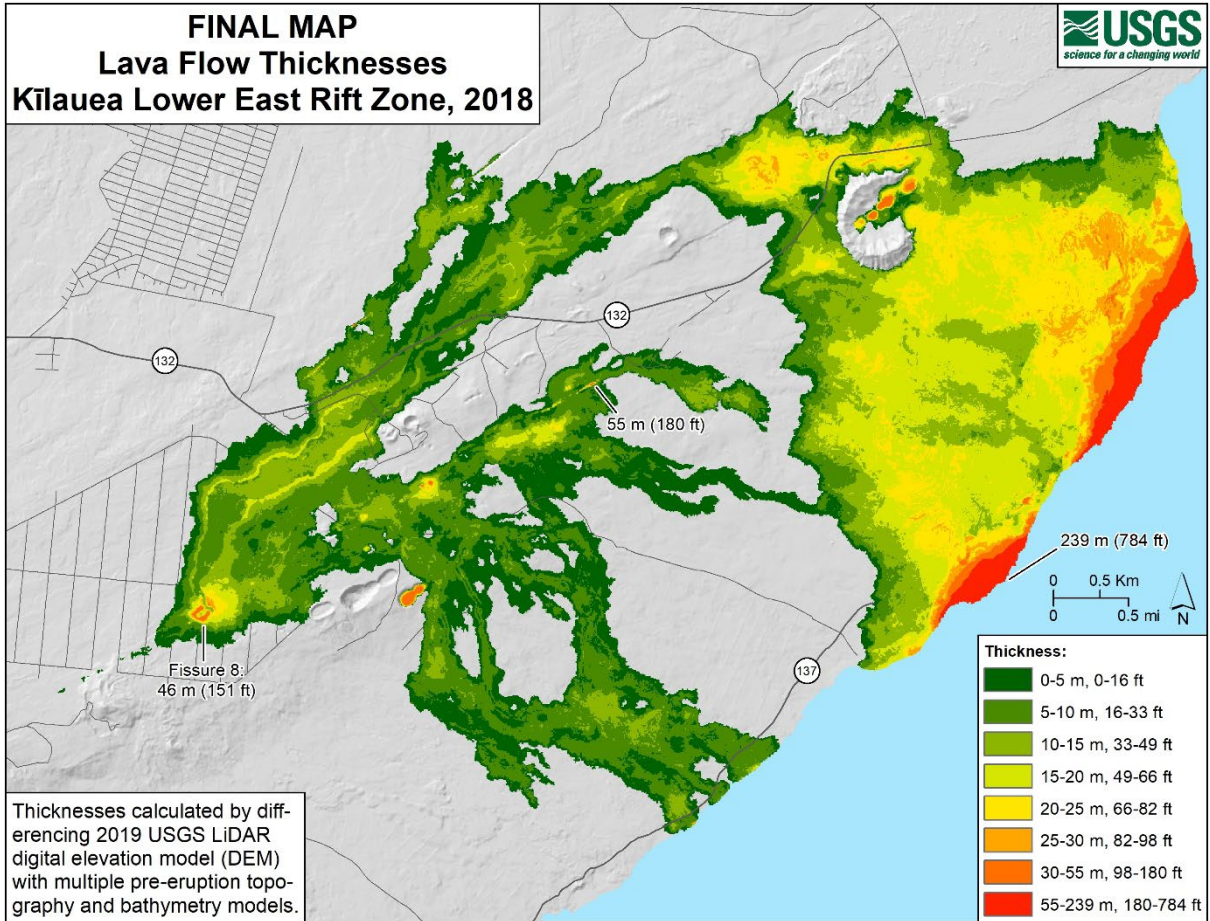 FINAL MAP
Lava Flow Thicknesses
Kīlauea Lower East Rift Zone, 2018
USGS
science for a changing world
132
132
55 m (180 ft)
239 m (784 ft)
0 0.5 Km
0 0.5 mi
N
Fissure 8:
46 m (151 ft)
137
Thickness:
0-5 m, 0-16 ft
5-10 m, 16-33 ft
10-15 m, 33-49 ft
15-20 m, 49-66 ft
20-25 m, 66-82 ft
25-30 m, 82-98 ft
30-55 m, 98-180 ft
55-239 m, 180-784 ft
Thicknesses calculated by dif-
ferencing 2019 USGS LiDAR
digital elevation model (DEM)
with multiple pre-eruption topo-
graphy and bathymetry models.